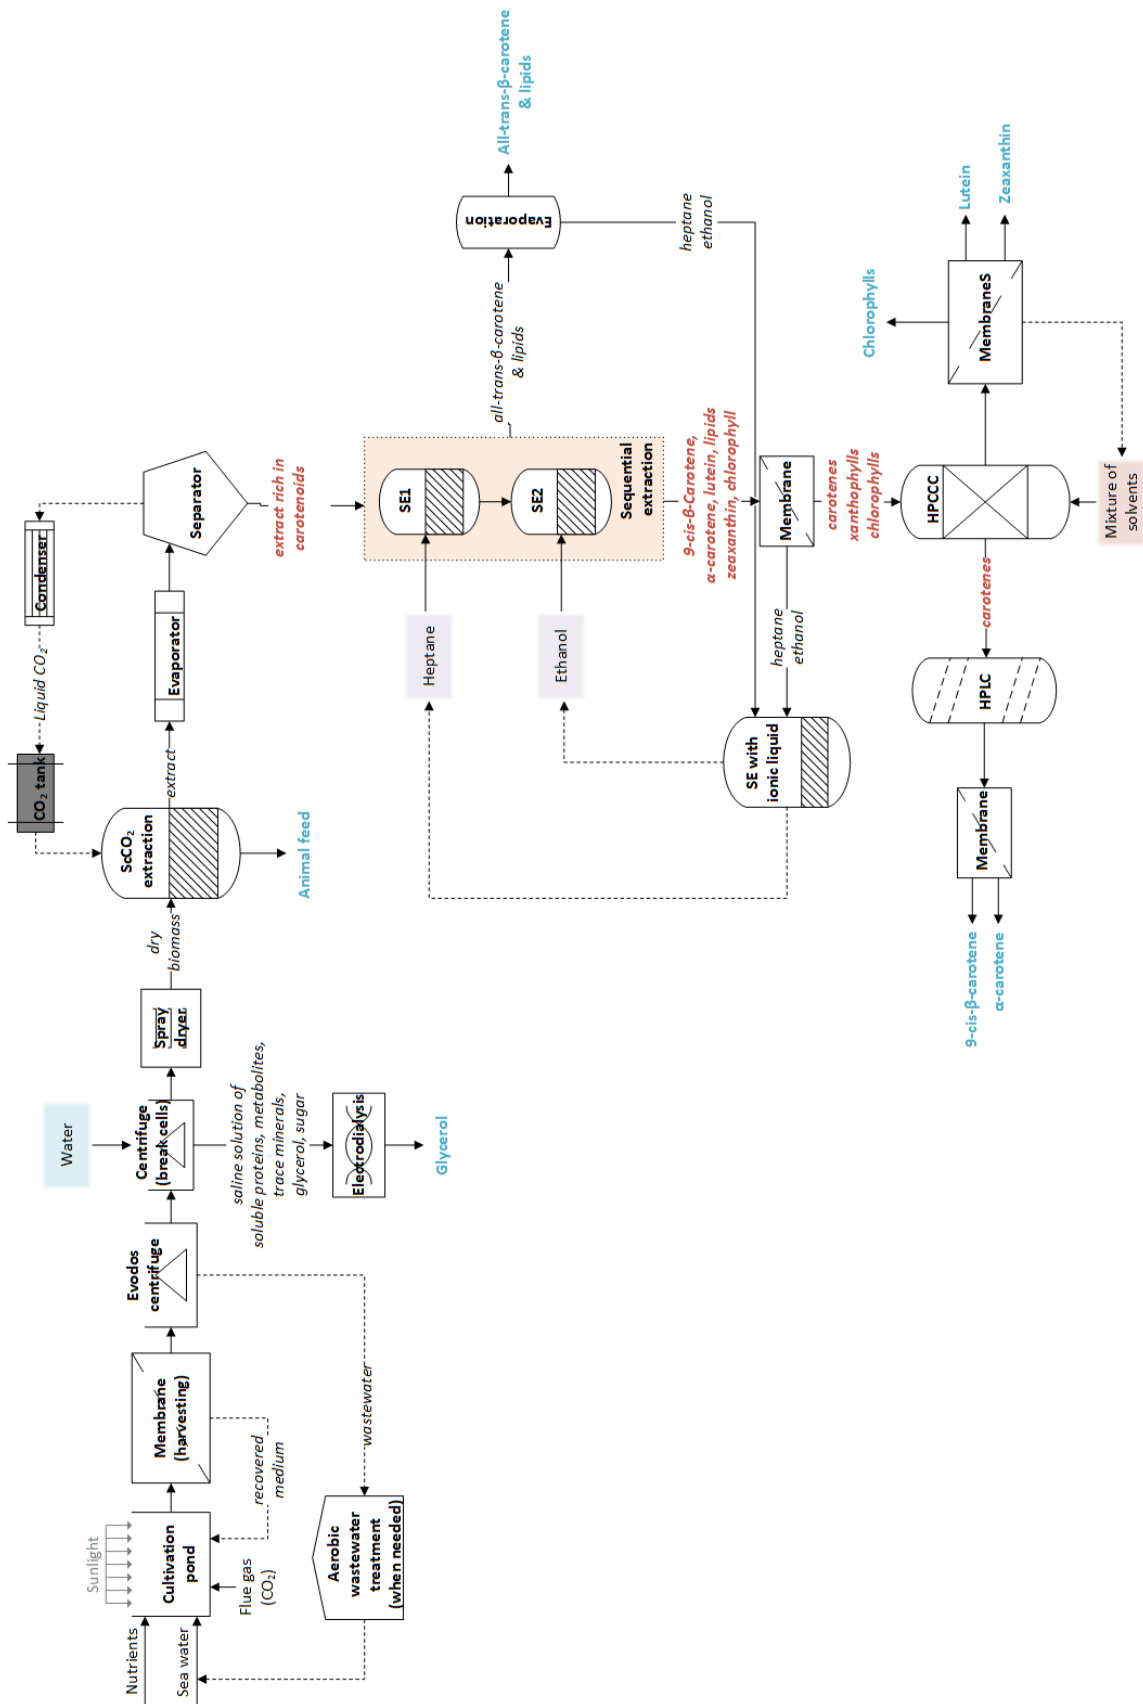 Nutrients
Sea water
Sunlight
Cultivation
pond
Flue gas
(CO₂)
Membrane
(harvesting)
recovered
medium
Evodos
centrifuge
wastewater
Aerobic
wastewater
treatment
(when needed)
Water
Centrifuge
(break cells)
saline solution of
soluble proteins, metabolites,
trace minerals,
glycerol, sugar
Electrodialysis
Glycerol
Spray
dryer
dry
biomass
ScCO₂
extraction
Animal feed
CO₂ tank
Liquid CO₂
Condenser
extract
Evaporator
Separator
extract rich in
carotenoids
Heptane
Ethanol
SE1
SE2
Sequential
extraction
all-trans-β-carotene
& lipids
Evaporation
All-trans-β-carotene
& lipids
heptane
ethanol
9-cis-β-Carotene,
α-carotene, lutein, lipids
zeaxanthin, chlorophyll
Membrane
heptane
ethanol
SE with
ionic liquid
carotenes
xanthophylls
chlorophylls
HPCCC
Mixture of
solvents
MembraneS
Chlorophylls
Lutein
Zeaxanthin
carotenes
HPLC
Membrane
9-cis-β-carotene
α-carotene